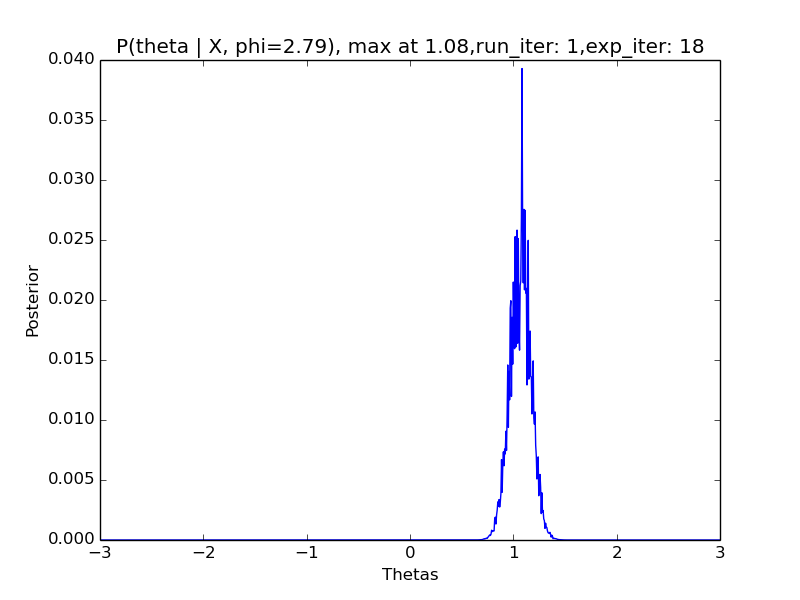 P(theta | X, phi=2.79), max at 1.08,run_iter: 1,exp_iter: 18
0.040
0.035
0.030
0.025
0.020
0.015
0.010
0.005
0.000
Posterior
−3 −2 −1 0 1 2 3
Thetas